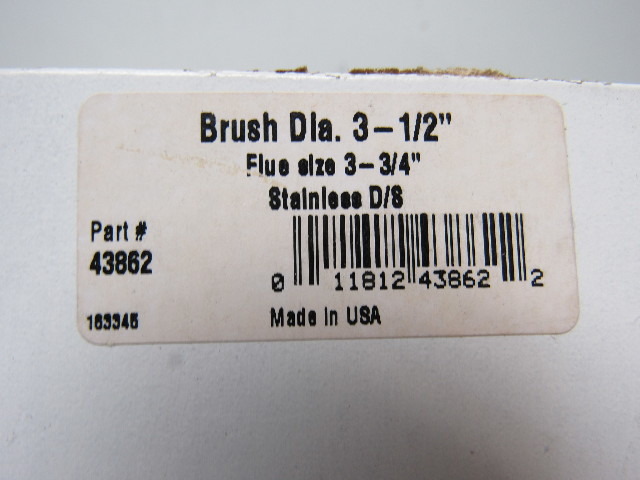 Brush Dia. 3-1/2"
Flue size 3-3/4"
Stainless D/S
Part #
43862
0 11812 43862 2
163345
Made in USA